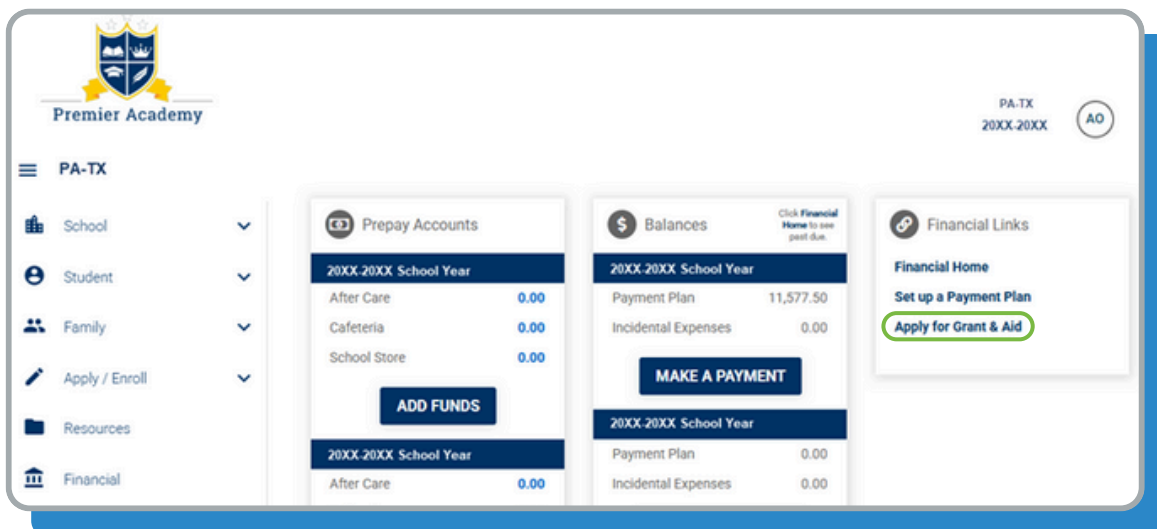 Premier Academy
PA-TX
20XX-20XX
AO
PA-TX
School
Student
Family
Apply / Enroll
Resources
Financial
Prepay Accounts
20XX-20XX School Year
After Care 0.00
Cafeteria 0.00
School Store 0.00
ADD FUNDS
20XX-20XX School Year
After Care 0.00
Balances
Click Financial
Home to see
past due.
20XX-20XX School Year
Payment Plan 11,577.50
Incidental Expenses 0.00
MAKE A PAYMENT
20XX-20XX School Year
Payment Plan 0.00
Incidental Expenses 0.00
Financial Links
Financial Home
Set up a Payment Plan
Apply for Grant & Aid